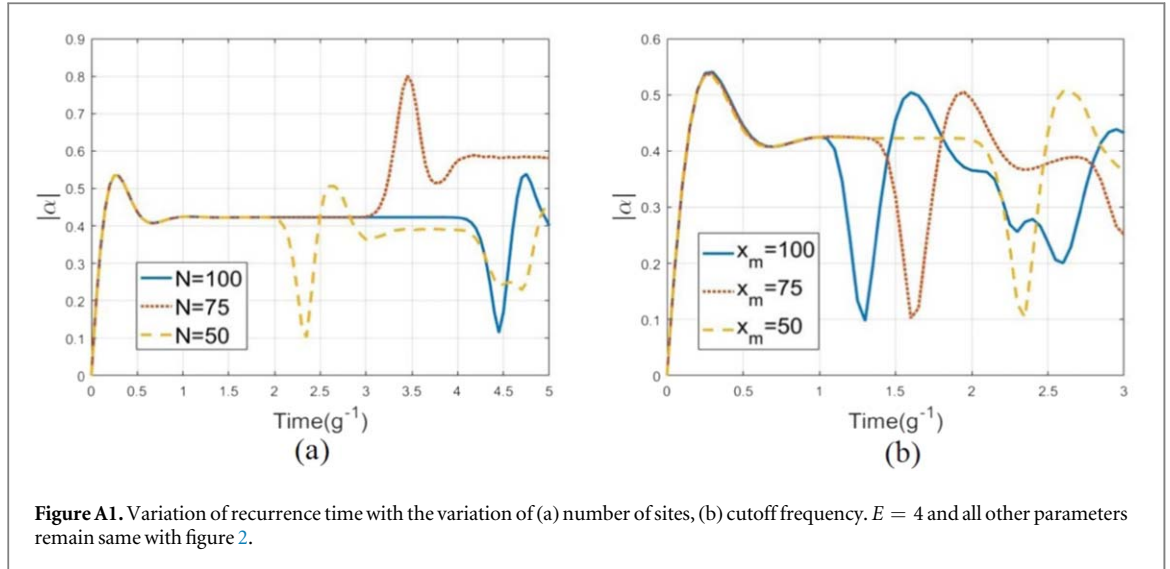 0.9
0.8
0.7
0.6
0.5
0.4
0.3
0.2
0.1
0
|α|
N=100
N=75
N=50
0 0.5 1 1.5 2 2.5 3 3.5 4 4.5 5
Time(g⁻¹)
(a)
0.6
0.5
0.4
0.3
0.2
0.1
0
|α|
xₘ=100
xₘ=75
xₘ=50
0 0.5 1 1.5 2 2.5 3
Time(g⁻¹)
(b)
Figure A1. Variation of recurrence time with the variation of (a) number of sites, (b) cutoff frequency. E = 4 and all other parameters
remain same with figure 2.